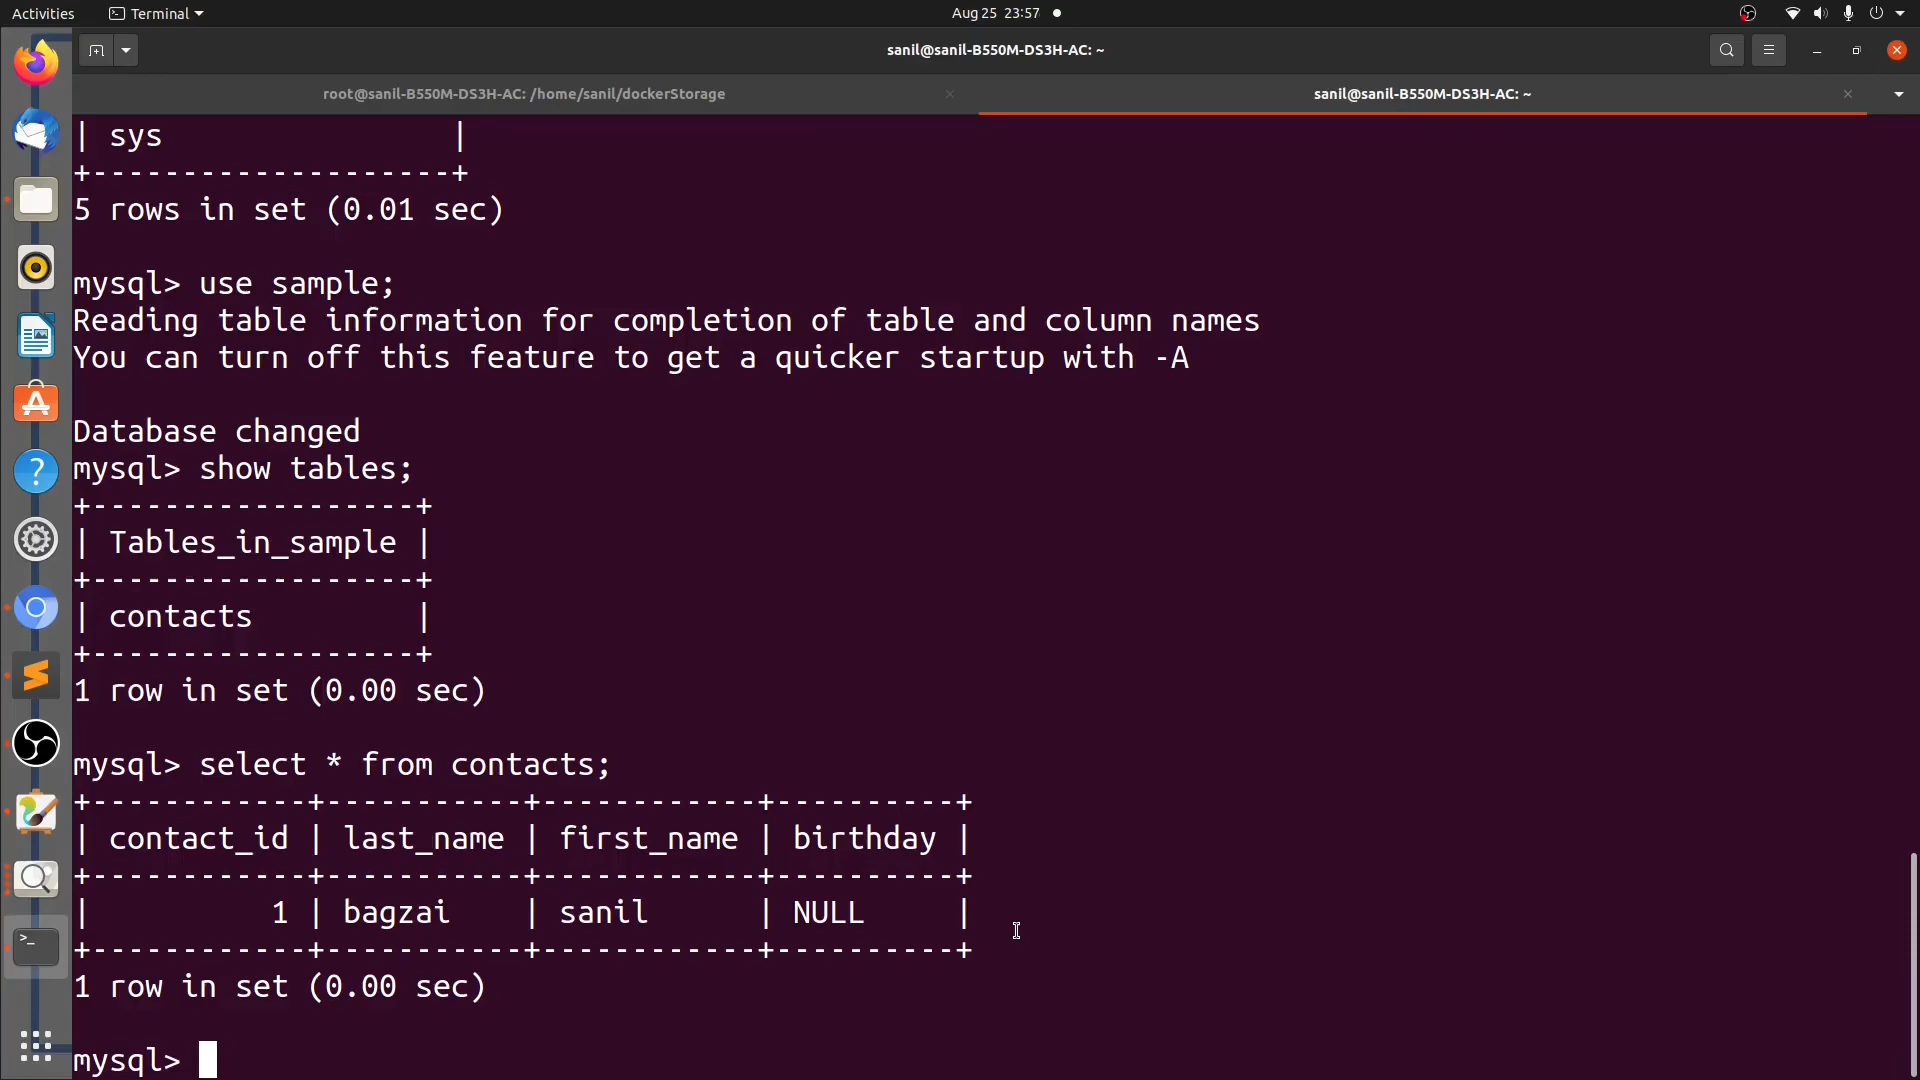 Activities Terminal Aug 25 23:57
sanil@sanil-B550M-DS3H-AC: ~
root@sanil-B550M-DS3H-AC: /home/sanil/dockerStorage sanil@sanil-B550M-DS3H-AC: ~
| sys                |
+--------------------+
5 rows in set (0.01 sec)

mysql> use sample;
Reading table information for completion of table and column names
You can turn off this feature to get a quicker startup with -A

Database changed
mysql> show tables;
+------------------+
| Tables_in_sample |
+------------------+
| contacts         |
+------------------+
1 row in set (0.00 sec)

mysql> select * from contacts;
+------------+-----------+------------+----------+
| contact_id | last_name | first_name | birthday |
+------------+-----------+------------+----------+
|          1 | bagzai    | sanil      | NULL     |
+------------+-----------+------------+----------+
1 row in set (0.00 sec)

mysql>